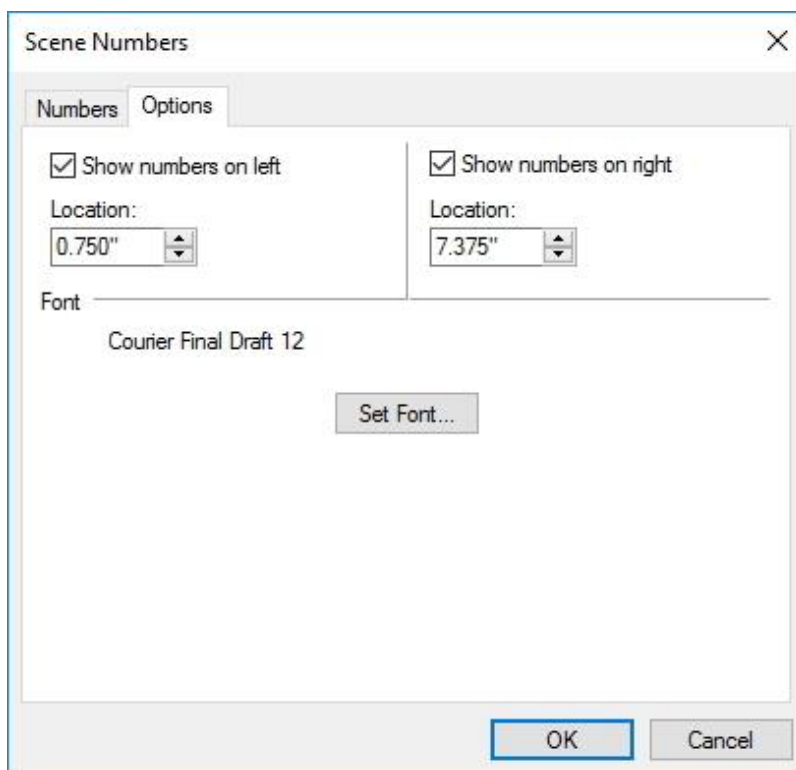 Scene Numbers
Numbers
Options
Show numbers on left
Location:
0.750"
Show numbers on right
Location:
7.375"
Font
Courier Final Draft 12
Set Font...
OK
Cancel